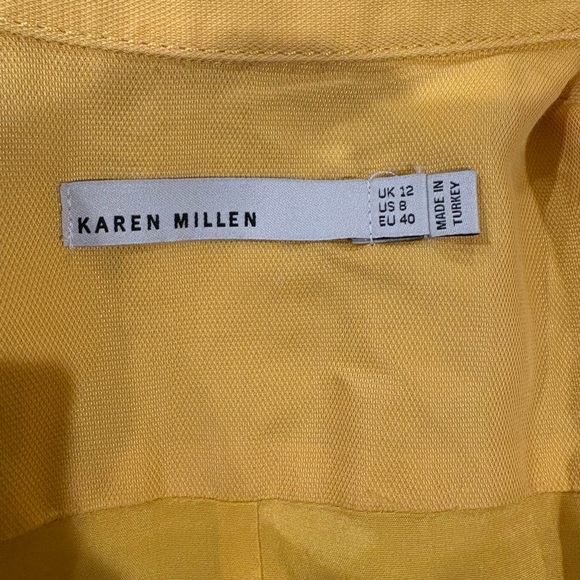 KAREN MILLEN
UK 12
US 8
EU 40
MADE IN
TURKEY